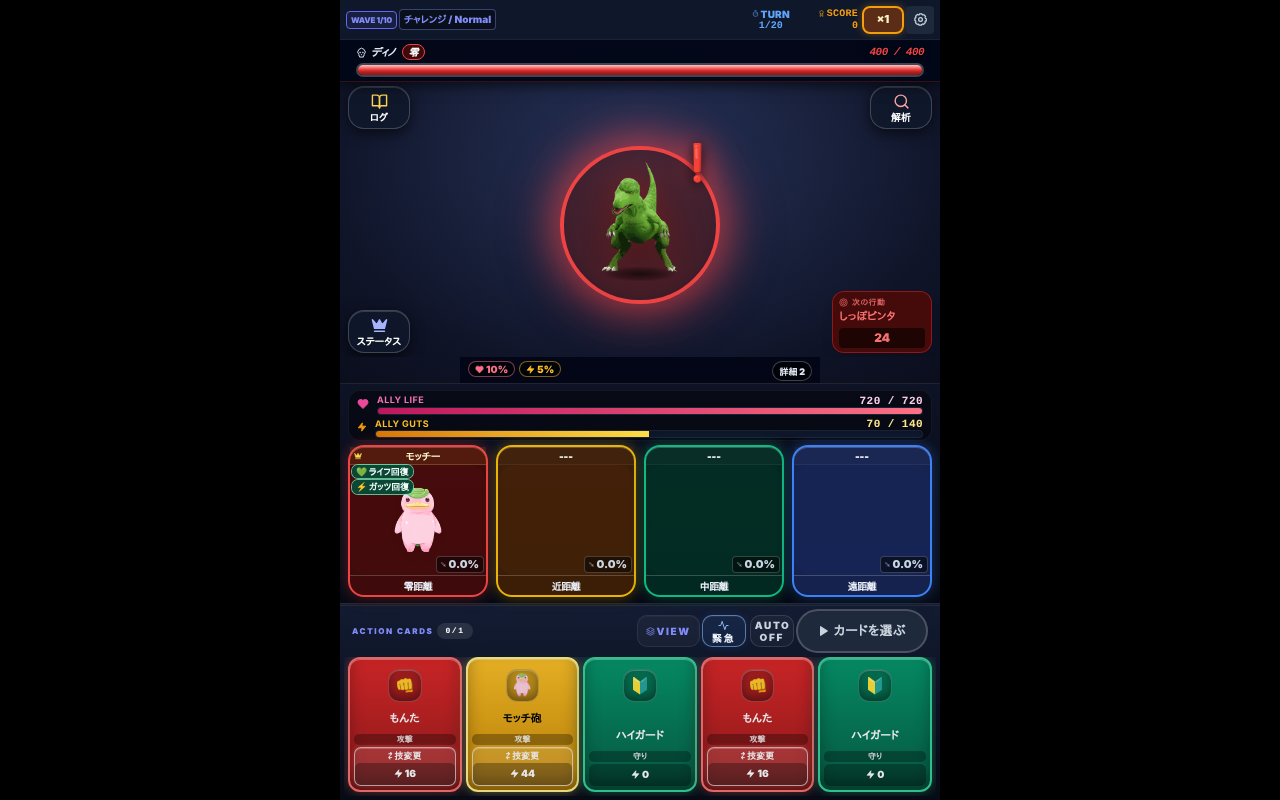 WAVE 1/10
チャレンジ / Normal
TURN
1/20
SCORE
0
×1
ディノ
零
400 / 400
ログ
解析
ステータス
次の行動
しっぽビンタ
24
10%
5%
詳細 2
ALLY LIFE
720 / 720
ALLY GUTS
70 / 140
モッチー
---
---
---
ライフ回復
ガッツ回復
0.0%
0.0%
0.0%
0.0%
零距離
近距離
中距離
遠距離
ACTION CARDS
0/1
VIEW
緊急
AUTO
OFF
カードを選ぶ
もんた
モッチ砲
ハイガード
もんた
ハイガード
攻撃
攻撃
守り
攻撃
守り
技変更
技変更
技変更
16
44
0
16
0